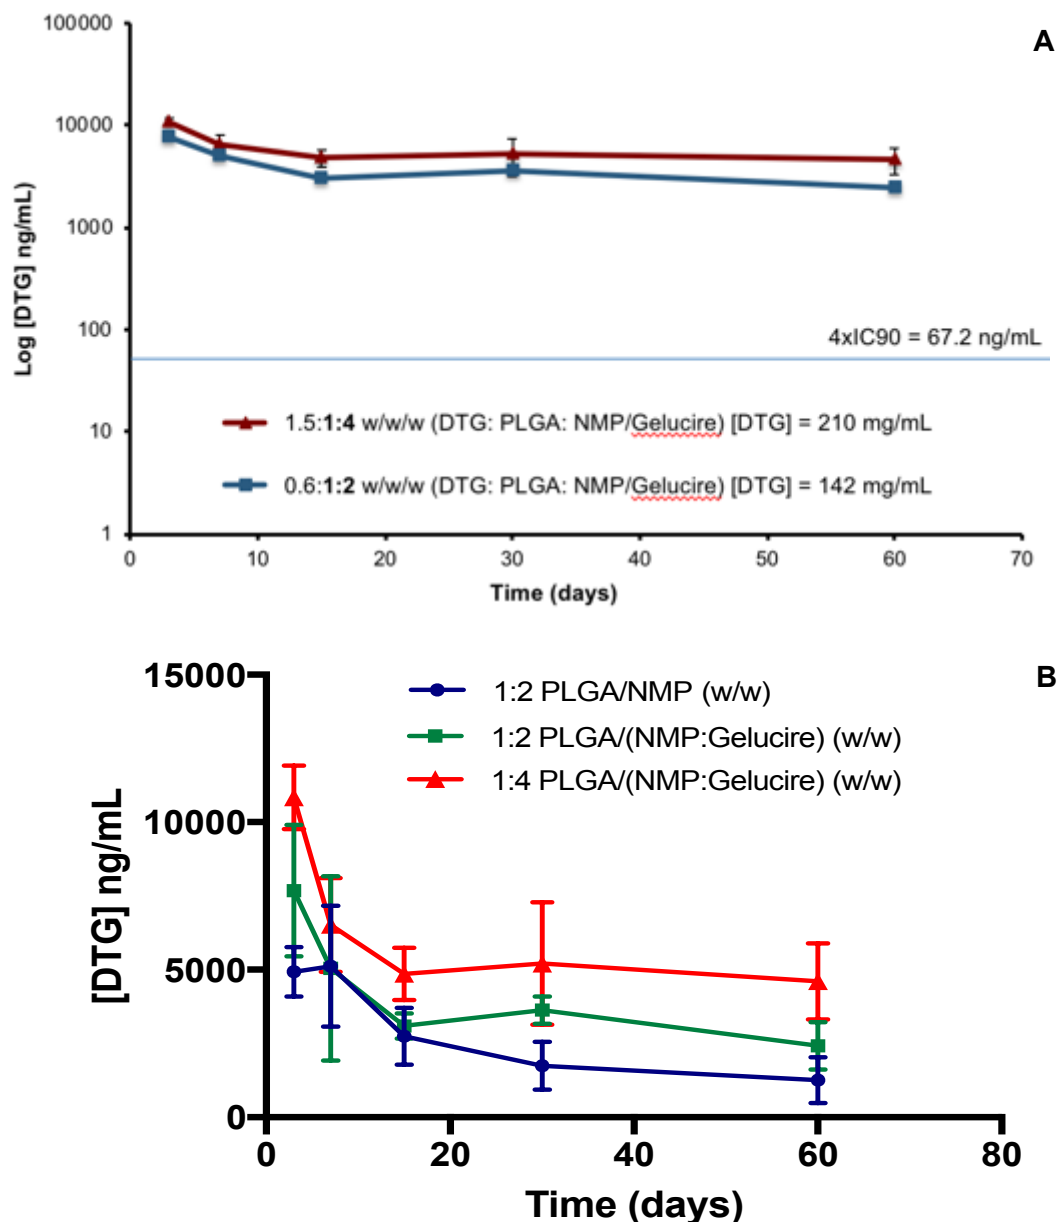 A
100000
10000
1000
100
10
1
Log [DTG] ng/mL
4xIC90 = 67.2 ng/mL
1.5:1:4 w/w/w (DTG: PLGA: NMP/Gelucire) [DTG] = 210 mg/mL
0.6:1:2 w/w/w (DTG: PLGA: NMP/Gelucire) [DTG] = 142 mg/mL
0 10 20 30 40 50 60 70
Time (days)
B
15000
10000
5000
0
[DTG] ng/mL
1:2 PLGA/NMP (w/w)
1:2 PLGA/(NMP:Gelucire) (w/w)
1:4 PLGA/(NMP:Gelucire) (w/w)
0 20 40 60 80
Time (days)